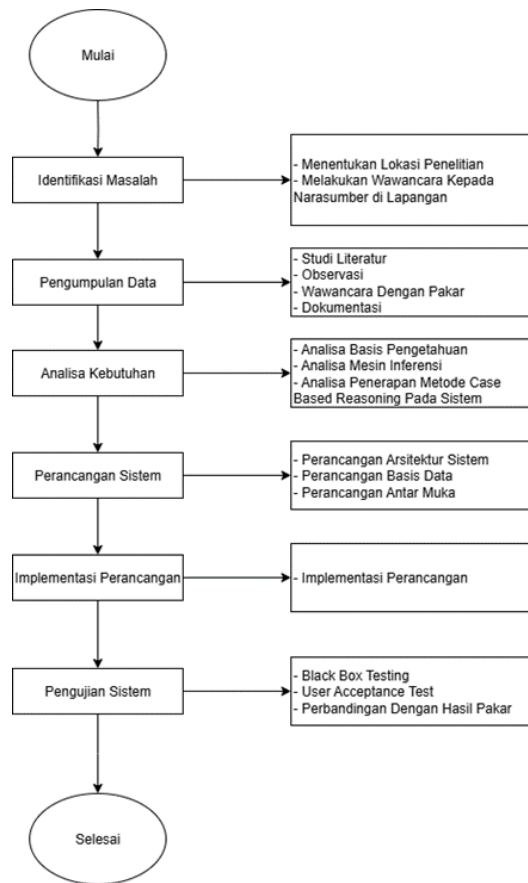 Mulai
Identifikasi Masalah
- Menentukan Lokasi Penelitian
- Melakukan Wawancara Kepada
Narasumber di Lapangan
Pengumpulan Data
- Studi Literatur
- Observasi
- Wawancara Dengan Pakar
- Dokumentasi
Analisa Kebutuhan
- Analisa Basis Pengetahuan
- Analisa Mesin Inferensi
- Analisa Penerapan Metode Case
Based Reasoning Pada Sistem
Perancangan Sistem
- Perancangan Arsitektur Sistem
- Perancangan Basis Data
- Perancangan Antar Muka
Implementasi Perancangan
- Implementasi Perancangan
Pengujian Sistem
- Black Box Testing
- User Acceptance Test
- Perbandingan Dengan Hasil Pakar
Selesai